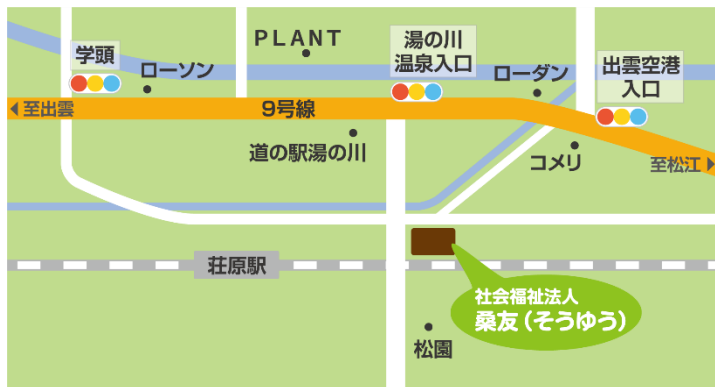 学頭
ローソン
PLANT
湯の川
温泉入口
ローダン
出雲空港
入口
至出雲
9号線
道の駅湯の川
コメリ
至松江
荘原駅
社会福祉法人
桑友(そうゆう)
松園